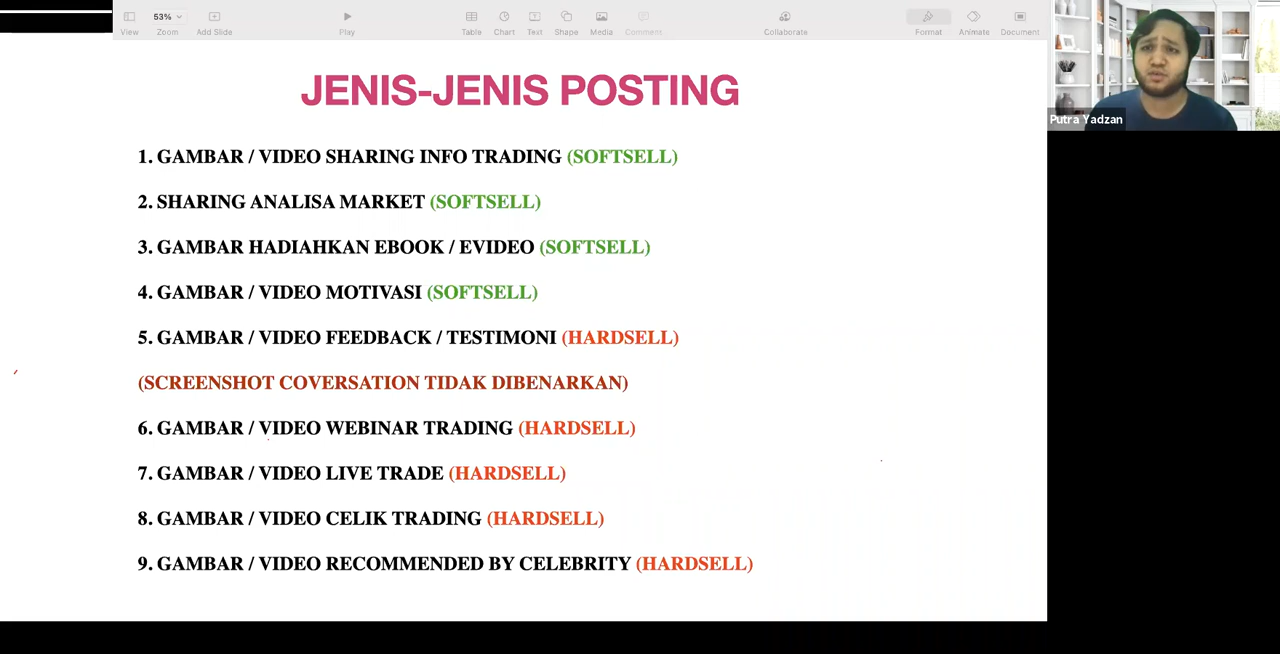 53%
View
Zoom
Add Slide
Play
Table
Chart
Text
Shape
Media
Comment
Collaborate
Format
Animate
Document
Putra Yadzan
JENIS-JENIS POSTING
1. GAMBAR / VIDEO SHARING INFO TRADING (SOFTSELL)
2. SHARING ANALISA MARKET (SOFTSELL)
3. GAMBAR HADIAHKAN EBOOK / EVIDEO (SOFTSELL)
4. GAMBAR / VIDEO MOTIVASI (SOFTSELL)
5. GAMBAR / VIDEO FEEDBACK / TESTIMONI (HARDSELL)
(SCREENSHOT COVERSATION TIDAK DIBENARKAN)
6. GAMBAR / VIDEO WEBINAR TRADING (HARDSELL)
7. GAMBAR / VIDEO LIVE TRADE (HARDSELL)
8. GAMBAR / VIDEO CELIK TRADING (HARDSELL)
9. GAMBAR / VIDEO RECOMMENDED BY CELEBRITY (HARDSELL)